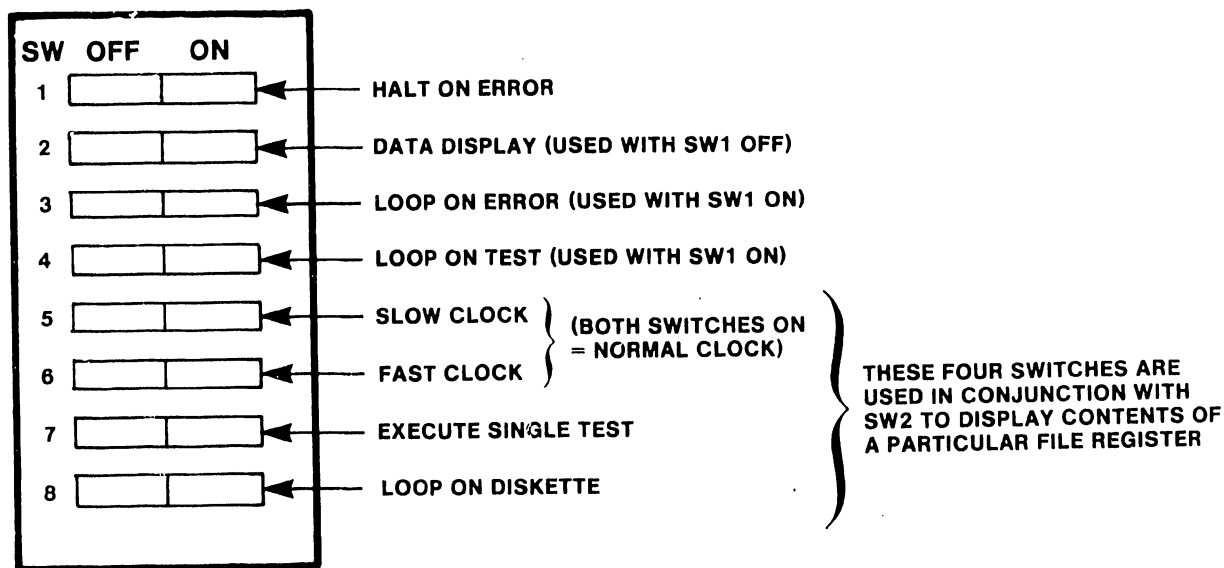 SW OFF ON
1 HALT ON ERROR
2 DATA DISPLAY (USED WITH SW1 OFF)
3 LOOP ON ERROR (USED WITH SW1 ON)
4 LOOP ON TEST (USED WITH SW1 ON)
5 SLOW CLOCK
6 FAST CLOCK
(BOTH SWITCHES ON
= NORMAL CLOCK)
7 EXECUTE SINGLE TEST
8 LOOP ON DISKETTE
THESE FOUR SWITCHES ARE
USED IN CONJUNCTION WITH
SW2 TO DISPLAY CONTENTS OF
A PARTICULAR FILE REGISTER